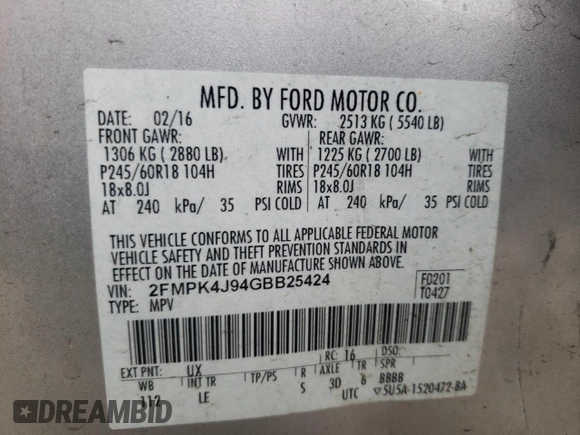 MFD. BY FORD MOTOR CO.
DATE: 02/16 GVWR: 2513 KG ( 5540 LB)
FRONT GAWR: REAR GAWR:
1306 KG ( 2880 LB) WITH 1225 KG ( 2700 LB) WITH
P245/60R18 104H TIRES P245/60R18 104H TIRES
18x8.0J RIMS 18x8.0J RIMS
AT 240 kPa/ 35 PSI COLD AT 240 kPa/ 35 PSI COLD
THIS VEHICLE CONFORMS TO ALL APPLICABLE FEDERAL MOTOR
VEHICLE SAFETY AND THEFT PREVENTION STANDARDS IN
EFFECT ON THE DATE OF MANUFACTURE SHOWN ABOVE.
VIN: 2FMPK4J94GBB25424 F0201
TYPE: MPV T0427
EXT PNT: UX RC: 16 DSO:
WB INT TR TP/PS R AXLE TR SPR
112 LE S 3D 6 BBBB
UTC 5U5A-1520472-BA
DREAMBID